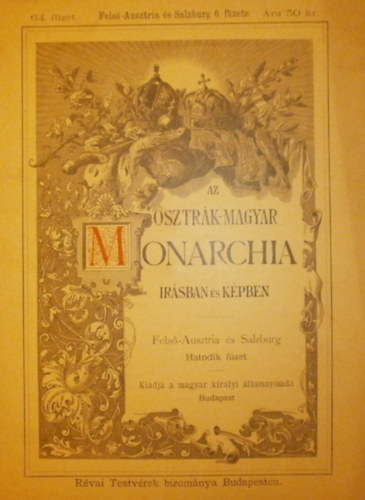 64. füzet. Felső-Ausztria és Salzburg 6. füzete. Ára 30 kr.
AZ
OSZTRÁK-MAGYAR
MONARCHIA
IRÁSBAN ÉS KÉPBEN
Felső-Ausztria és Salzburg
Hatodik füzet
Kiadja a magyar királyi államnyomda
Budapest
Révai Testvérek bizománya Budapesten.